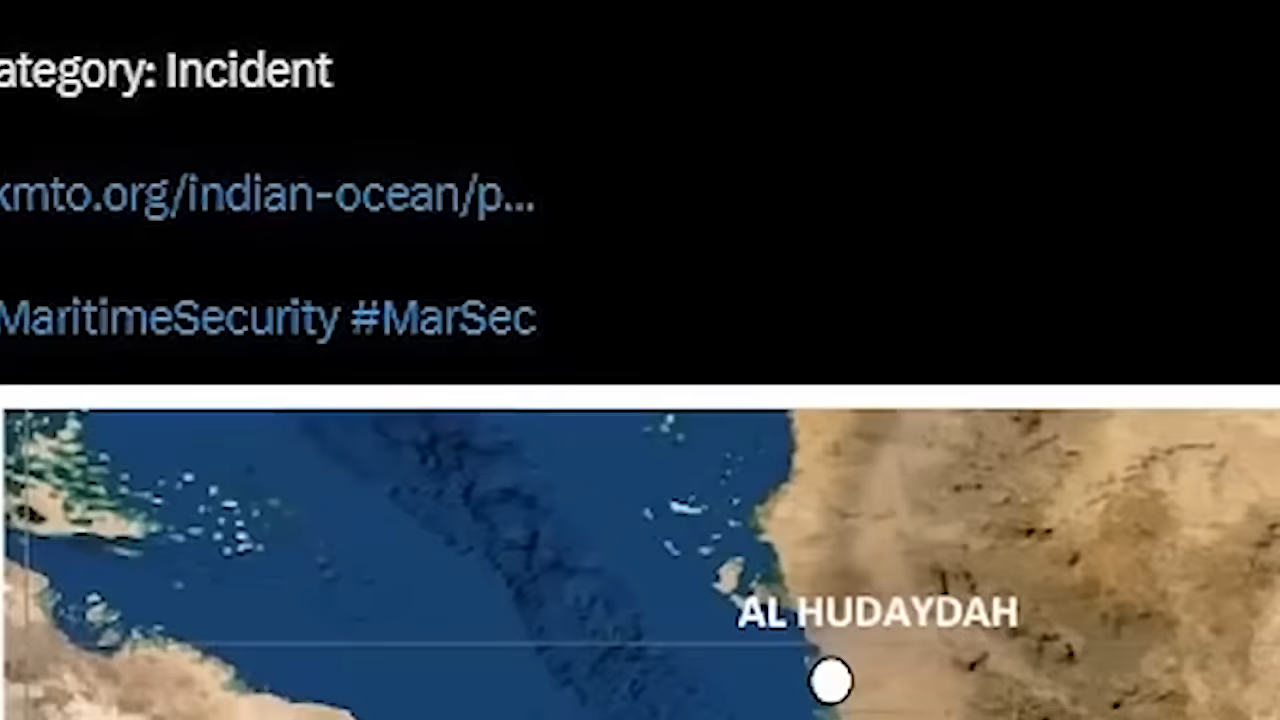 ategory: Incident
kmto.org/indian-ocean/p...
MaritimeSecurity #MarSec
AL HUDAYDAH